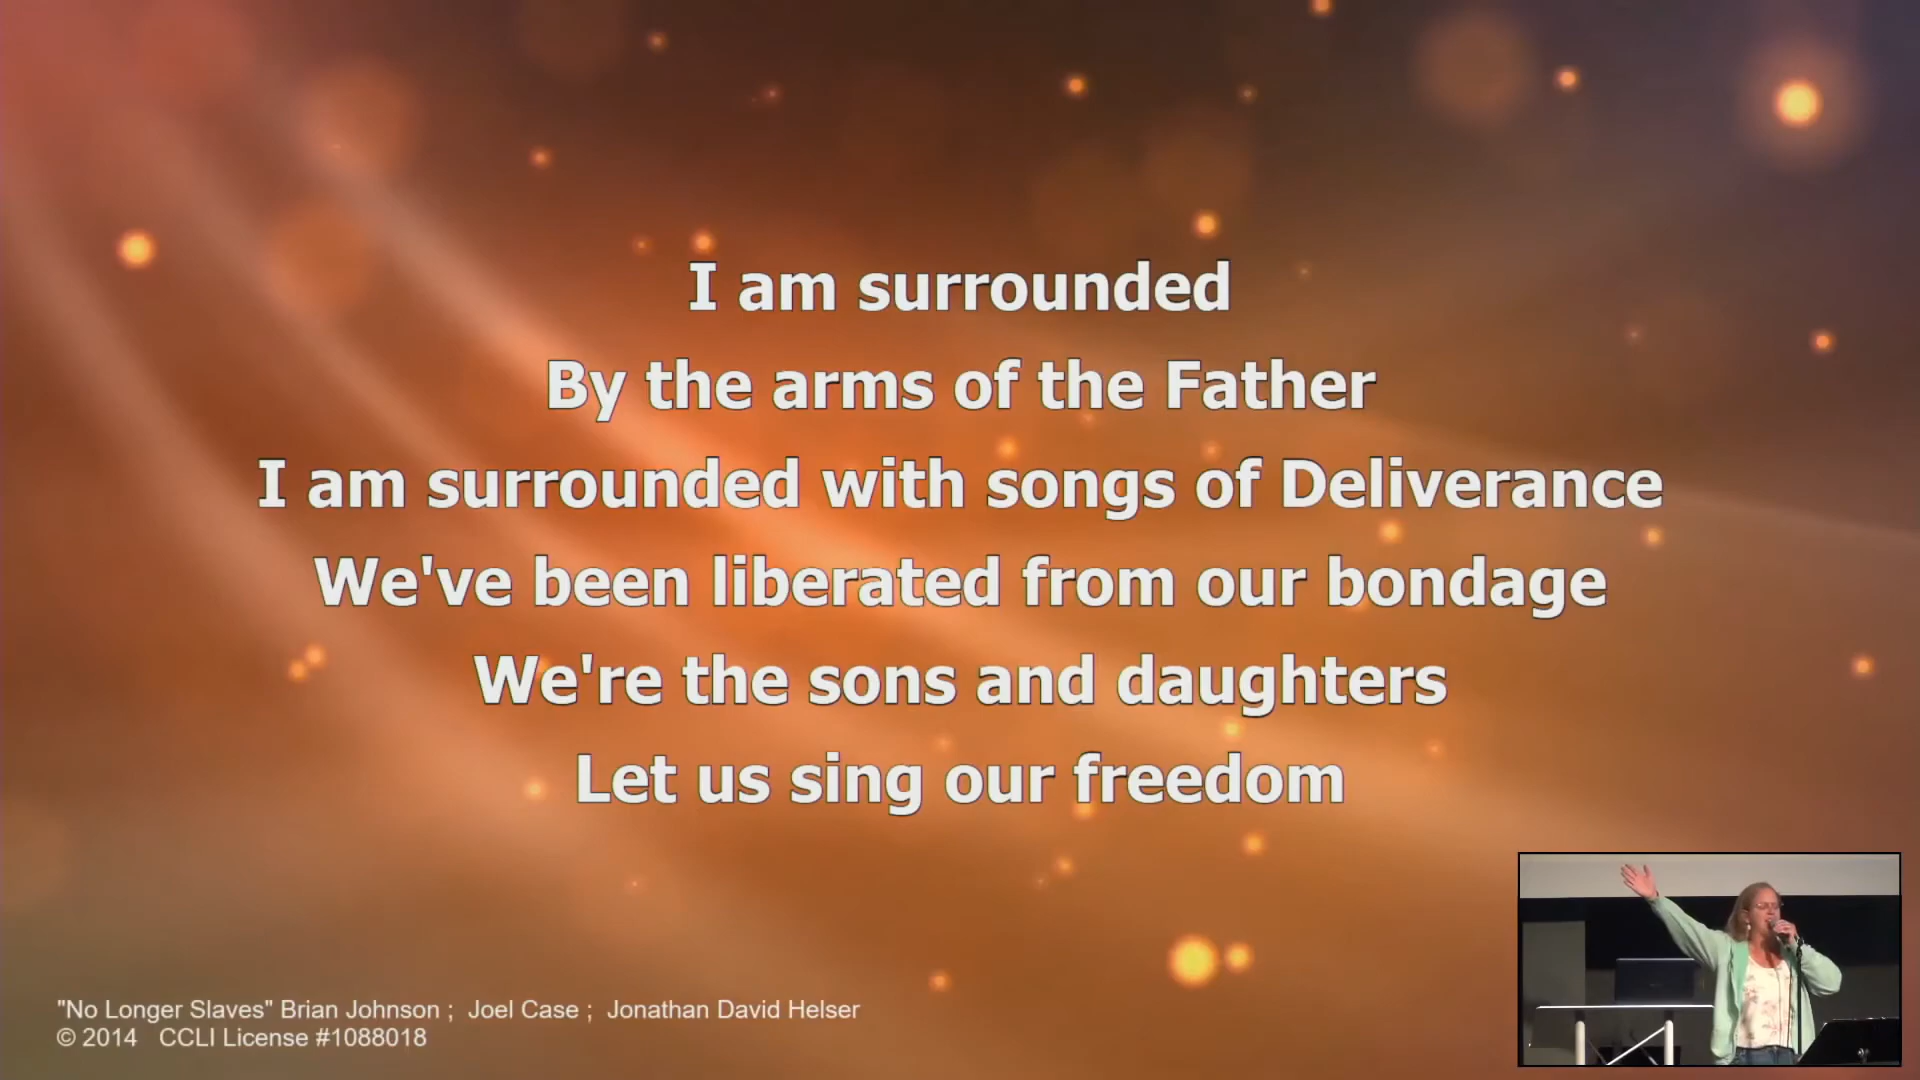 I am surrounded
By the arms of the Father
I am surrounded with songs of Deliverance
We've been liberated from our bondage
We're the sons and daughters
Let us sing our freedom
"No Longer Slaves" Brian Johnson ;  Joel Case ;  Jonathan David Helser
© 2014   CCLI License #1088018